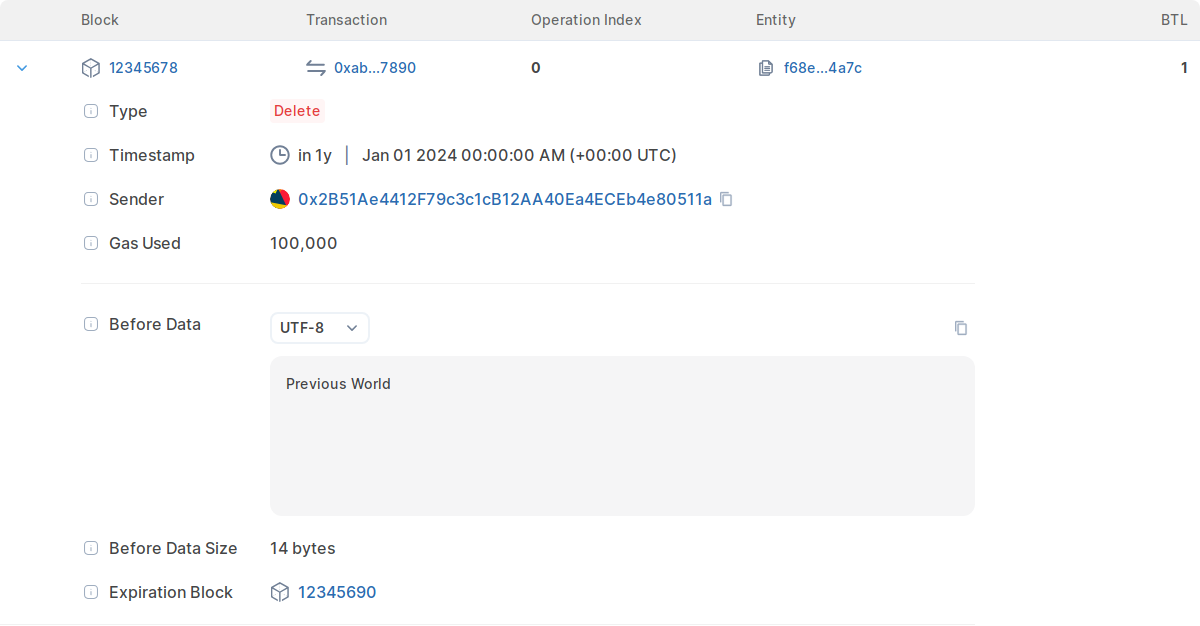 Block Transaction Operation Index Entity BTL
12345678 0xab...7890 0 f68e...4a7c 1
Type Delete
Timestamp in 1y | Jan 01 2024 00:00:00 AM (+00:00 UTC)
Sender 0x2B51Ae4412F79c3c1cB12AA40Ea4ECEb4e80511a
Gas Used 100,000
Before Data UTF-8
Previous World
Before Data Size 14 bytes
Expiration Block 12345690